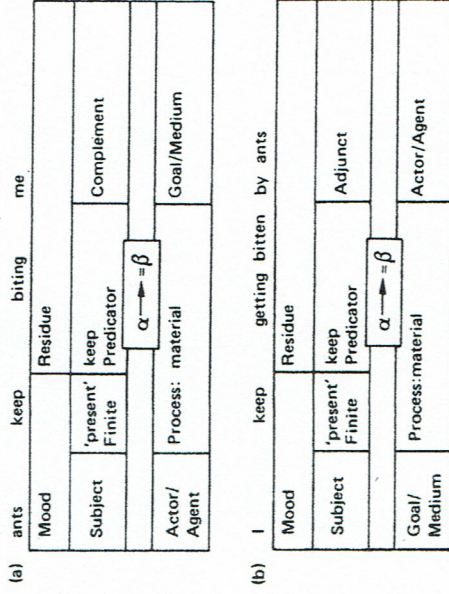 (a) ants keep biting me
Mood Residue
Subject 'present' keep Complement
Finite Predicator
α → = β
Actor/ Process: material Goal/Medium
Agent
(b) I keep getting bitten by ants
Mood Residue
Subject 'present' keep Adjunct
Finite Predicator
α → = β
Goal/ Process: material Actor/Agent
Medium